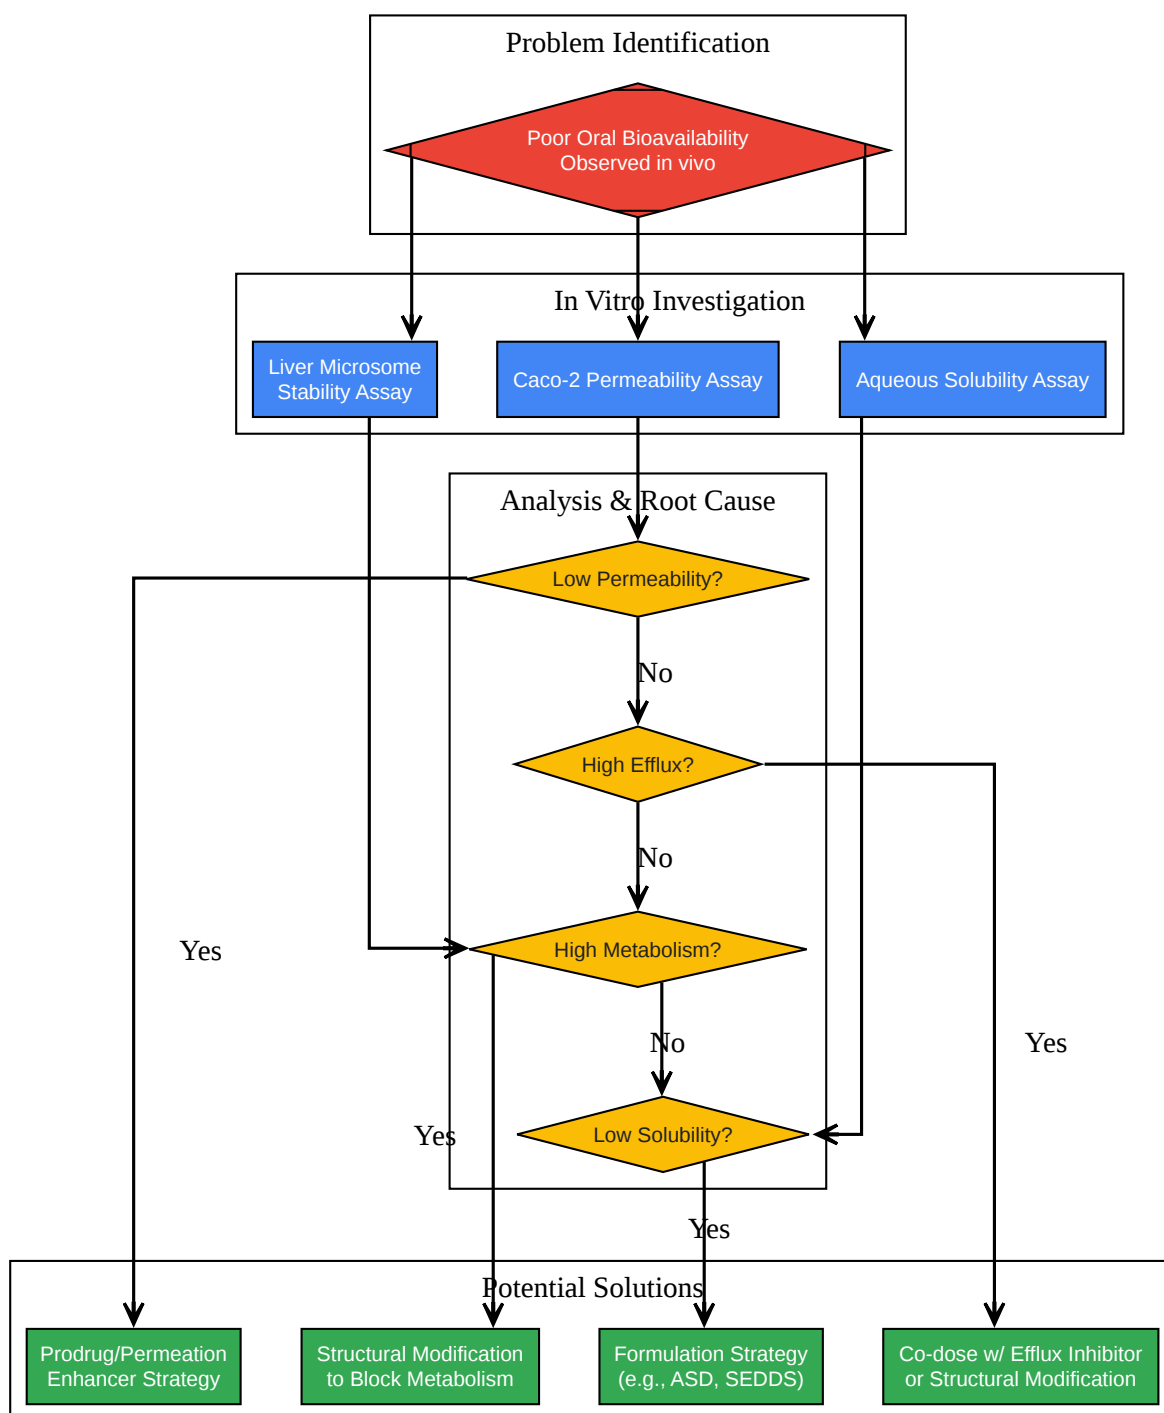 Problem Identification
Poor Oral Bioavailability
Observed in vivo
In Vitro Investigation
Liver Microsome
Stability Assay
Caco-2 Permeability Assay
Aqueous Solubility Assay
Analysis & Root Cause
Low Permeability?
No
High Efflux?
No
High Metabolism?
Yes
No
Yes
Low Solubility?
Yes
Yes
Potential Solutions
Prodrug/Permeation
Enhancer Strategy
Structural Modification
to Block Metabolism
Formulation Strategy
(e.g., ASD, SEDDS)
Co-dose w/ Efflux Inhibitor
or Structural Modification